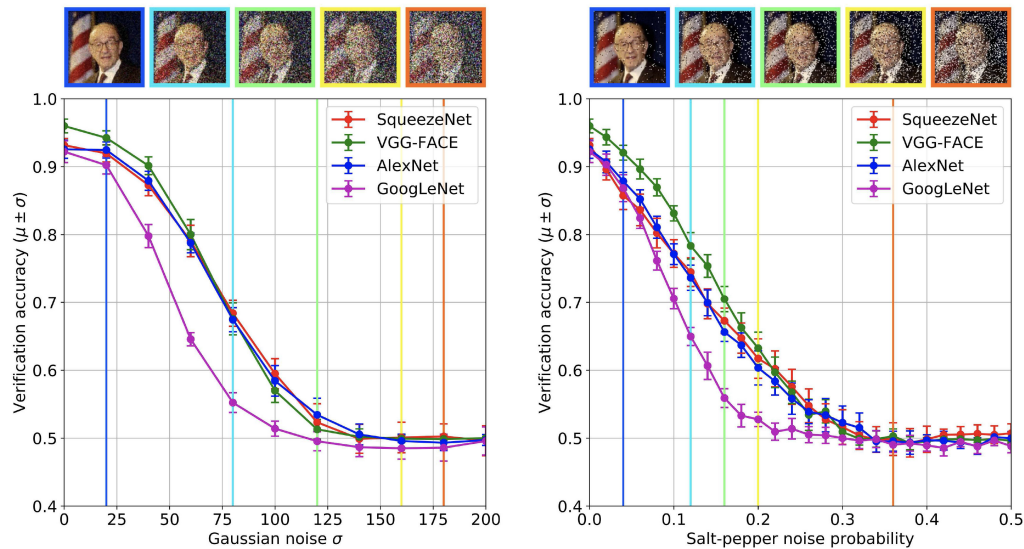 1.0
0.9
0.8
0.7
0.6
0.5
0.4
Verification accuracy (μ ± σ)
SqueezeNet
VGG-FACE
AlexNet
GoogLeNet
0 25 50 75 100 125 150 175 200
Gaussian noise σ
1.0
0.9
0.8
0.7
0.6
0.5
0.4
Verification accuracy (μ ± σ)
SqueezeNet
VGG-FACE
AlexNet
GoogLeNet
0.0 0.1 0.2 0.3 0.4 0.5
Salt-pepper noise probability